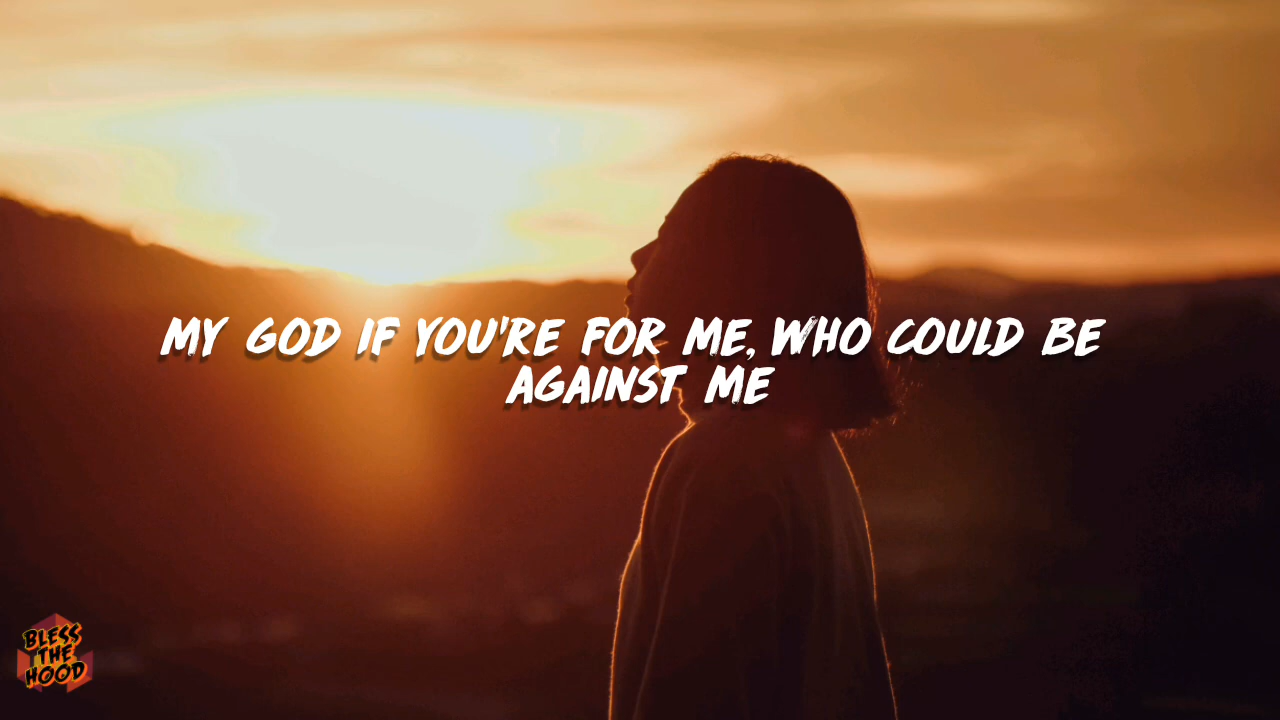 MY GOD IF YOU'RE FOR ME, WHO COULD BE
AGAINST ME
BLESS
THE
HOOD